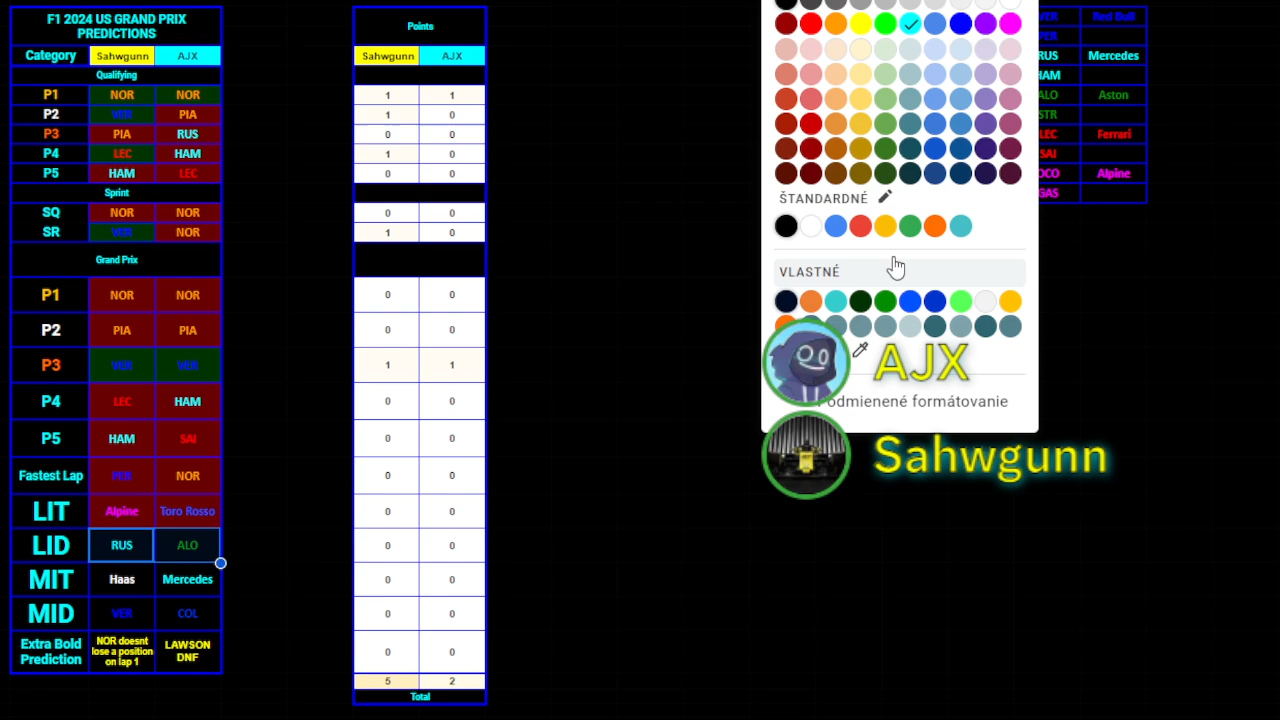 F1 2024 US GRAND PRIX
PREDICTIONS
Category Sahwgunn AJX
Qualifying
P1 NOR NOR
P2 VER PIA
P3 PIA RUS
P4 LEC HAM
P5 HAM LEC
Sprint
SQ NOR NOR
SR VER NOR
Grand Prix
P1 NOR NOR
P2 PIA PIA
P3 VER VER
P4 LEC HAM
P5 HAM SAI
Fastest Lap PER NOR
LIT Alpine Toro Rosso
LID RUS ALO
MIT Haas Mercedes
MID VER COL
Extra Bold
Prediction
NOR doesnt
lose a position
on lap 1
LAWSON
DNF
Points
Sahwgunn AJX
1 1
1 0
0 0
1 0
0 0
0 0
1 0
0 0
0 0
1 1
0 0
0 0
0 0
0 0
0 0
0 0
0 0
0 0
5 2
Total
ŠTANDARDNÉ
VLASTNÉ
odmienené formátovanie
AJX
Sahwgunn
VER Red Bull
PER
RUS Mercedes
HAM
ALO Aston
STR
LEC Ferrari
SAI
OCO Alpine
GAS